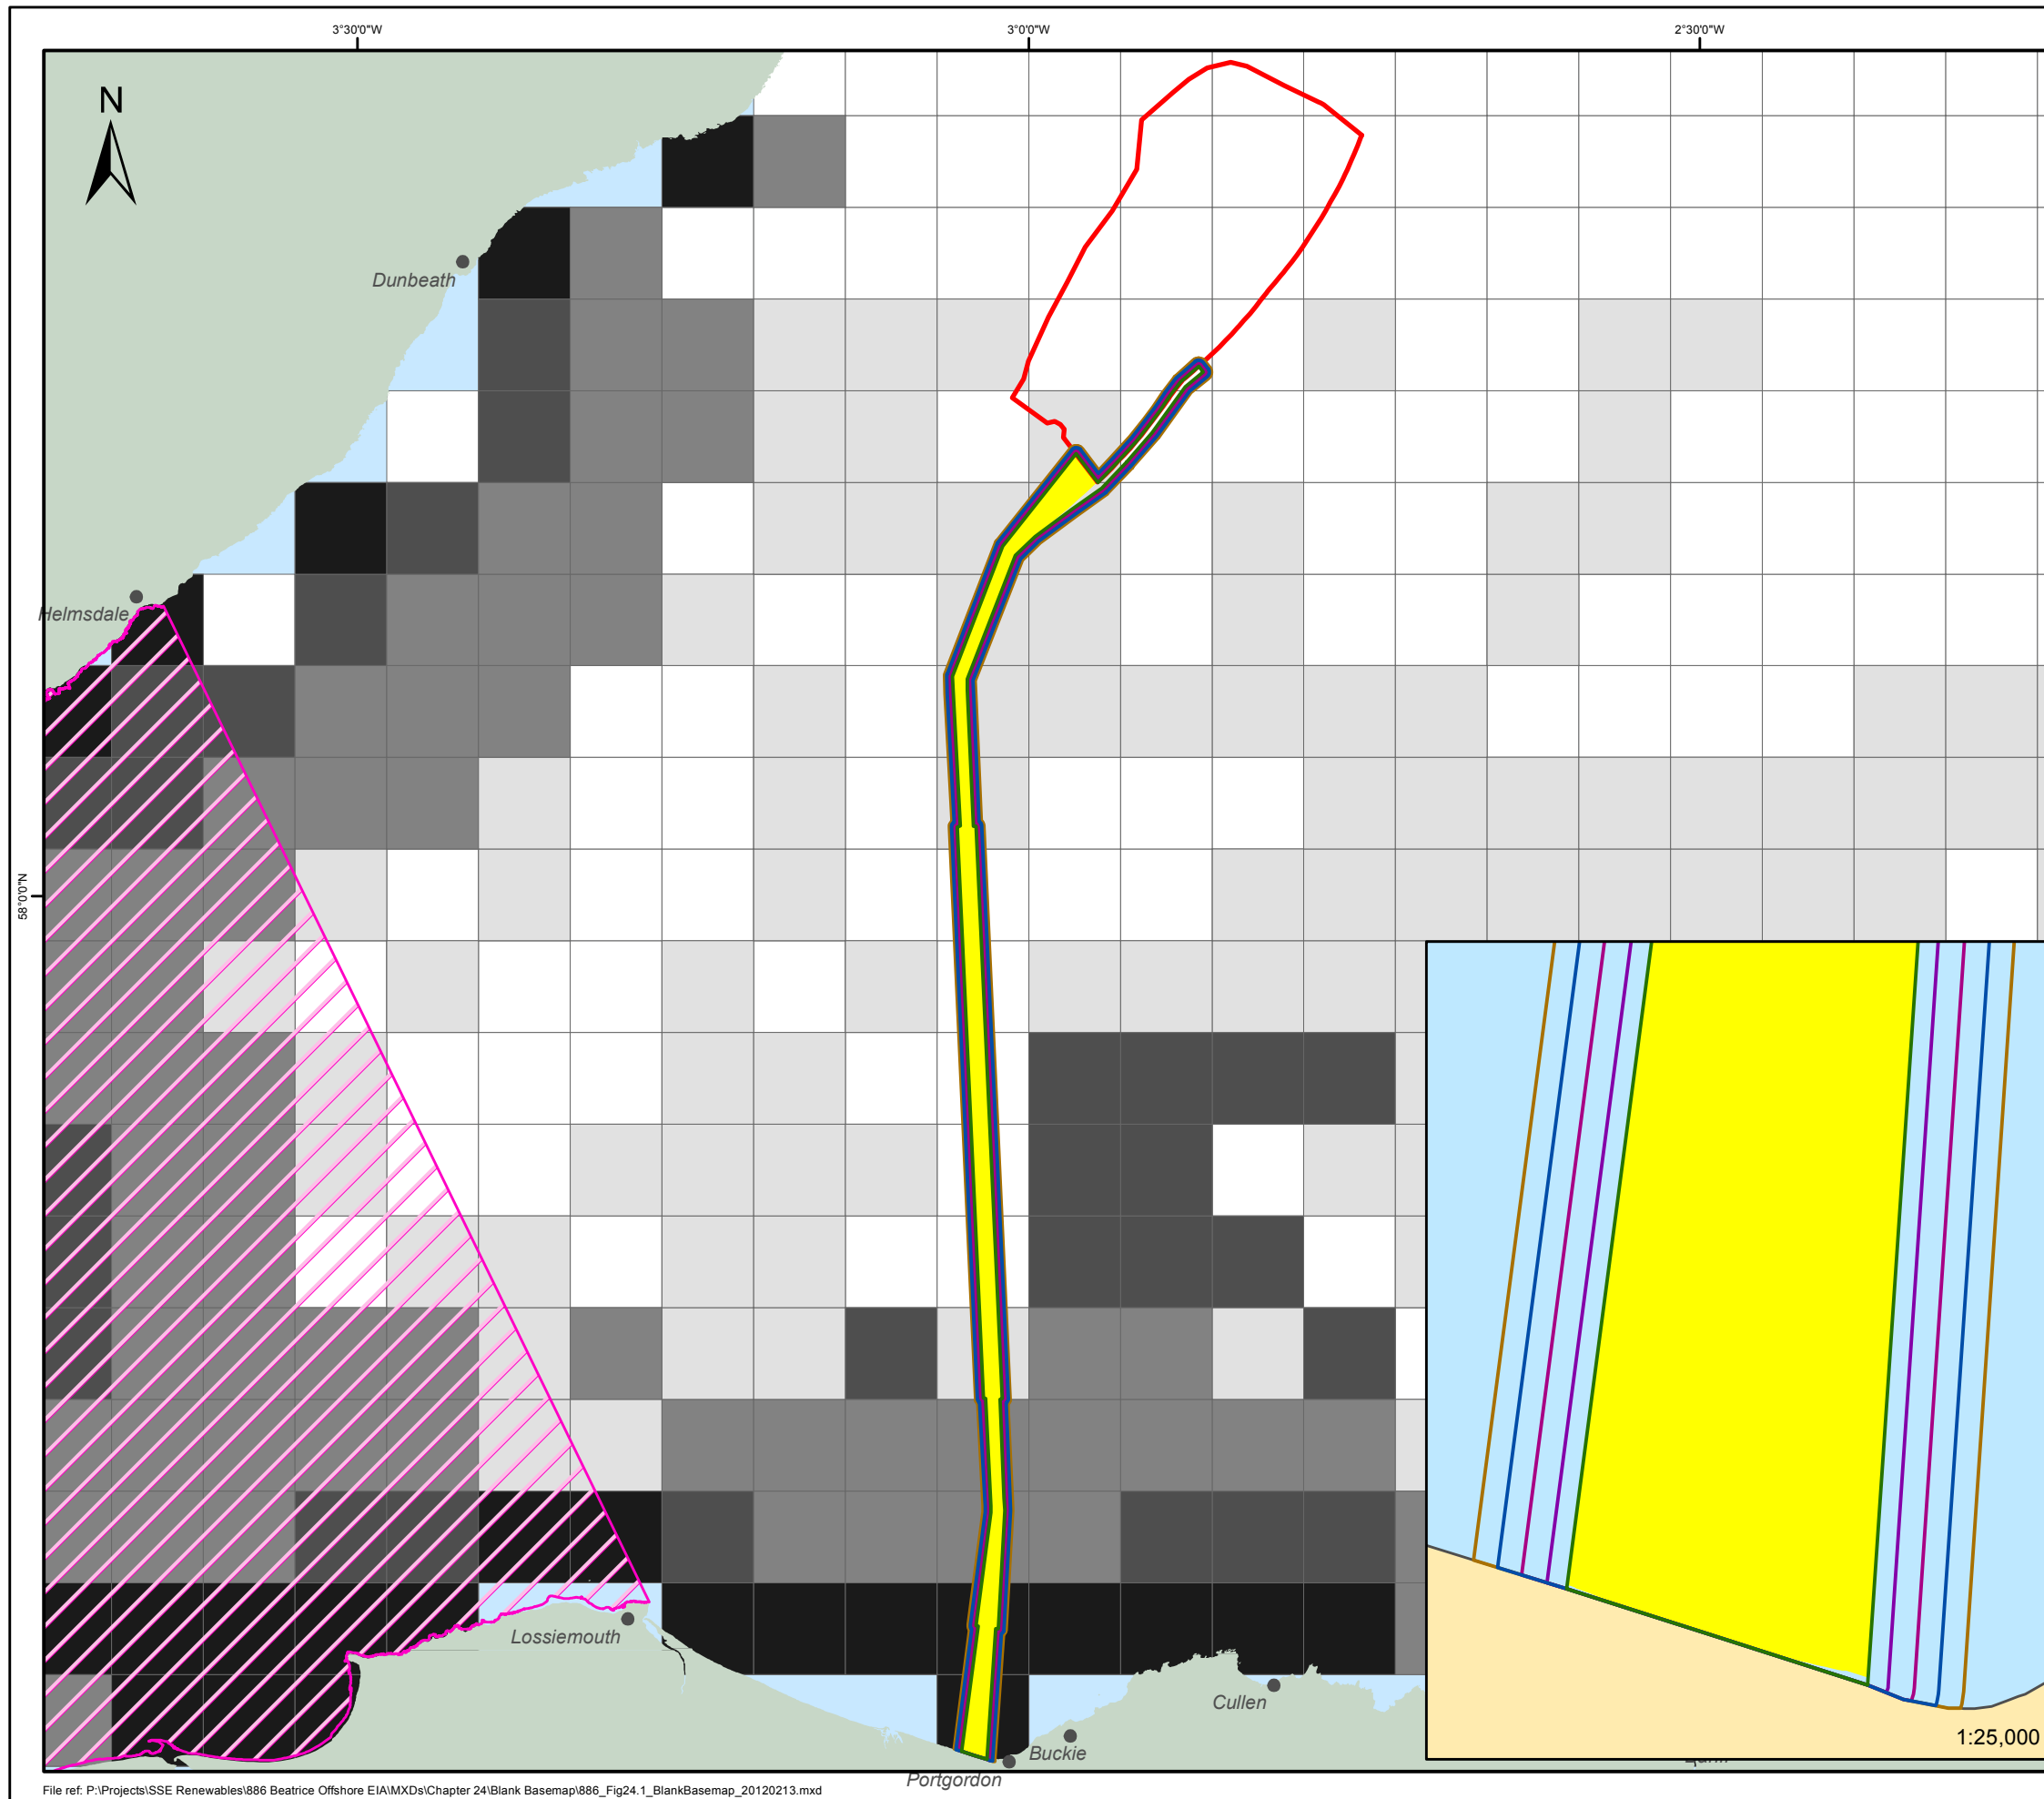 3°30'0"W
3°0'0"W
2°30'0"W
N
Dunbeath
Helmsdale
58°0'0"N
Lossiemouth
Cullen
Buckie
Portgordon
1:25,000
File ref: P:\Projects\SSE Renewables\886 Beatrice Offshore EIA\MXDs\Chapter 24\Blank Basemap\886_Fig24.1_BlankBasemap_20120213.mxd